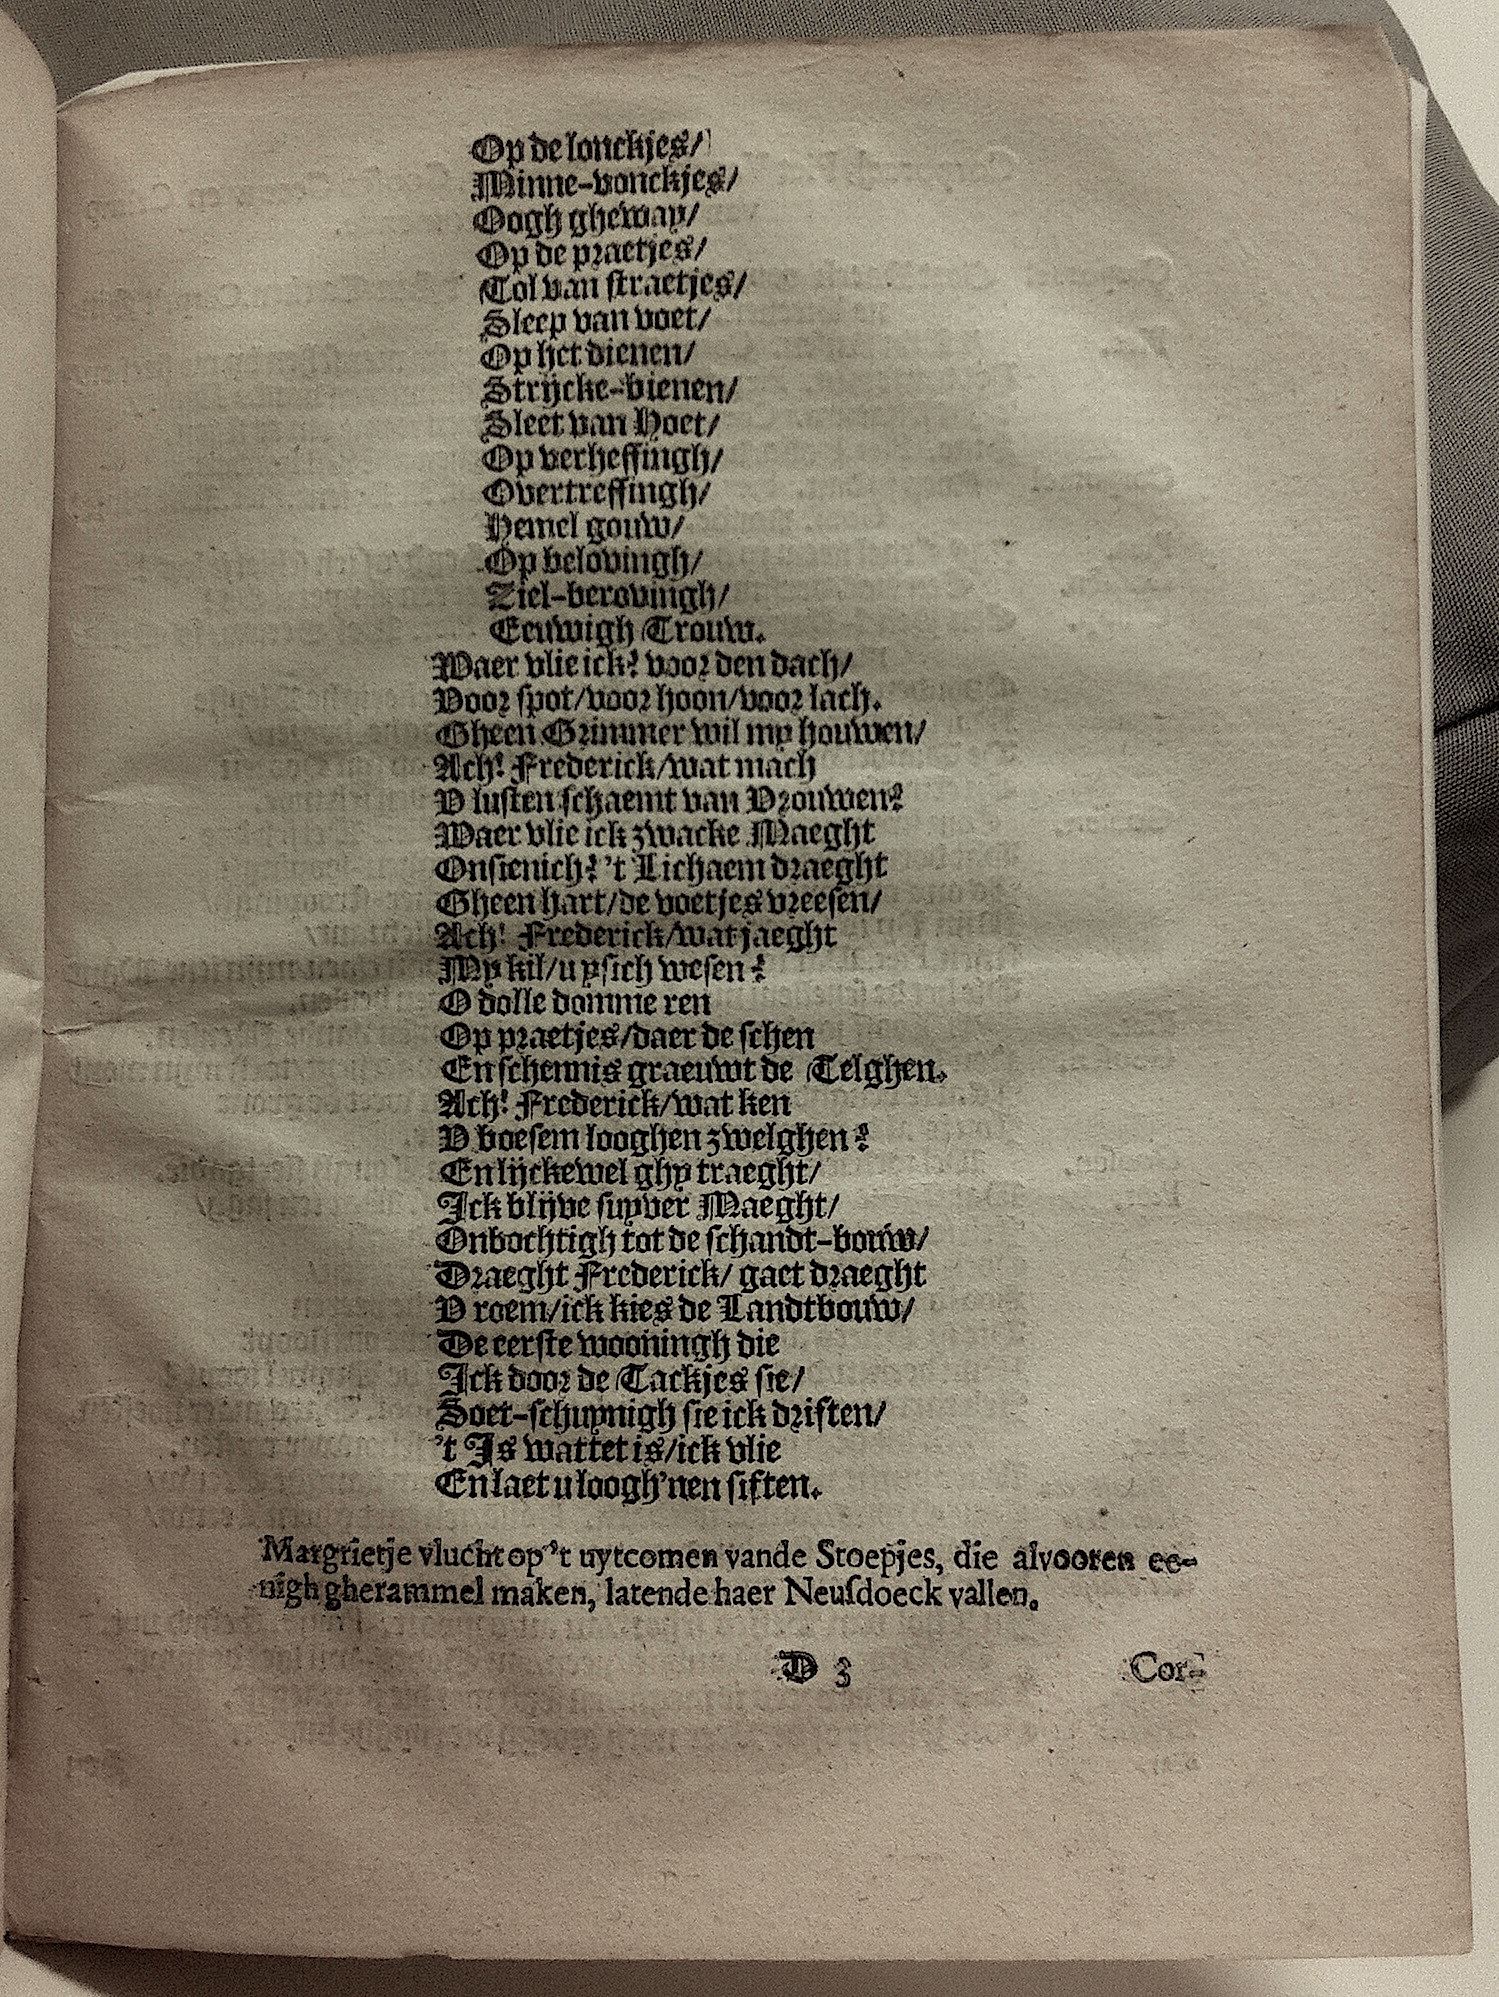 Op de lonckjes/
Minne-vonckjes/
Oogh gheway/
Op de praetjes/
Tol van straetjes/
Sleep van voet/
Op het dienen/
Strijcke-bienen/
Sleet van Hoet/
Op verheffingh/
Overtreffingh/
Hemel gouw/
Op belovingh/
Ziel-berovingh/
Eeuwigh Trouw.
Waer vlie ick? voor den dach/
Voor spot/voor hoon/voor lach.
Gheen Grimmer wil my houwen/
Ach! Frederick/wat mach
V lusten schaemt van Vrouwen?
Waer vlie ick zwacke Maeght
Onsienich? 't Lichaem draeght
Gheen hart/de voetjes vreesen/
Ach! Frederick/wat jaeght
My kil/u ysich wesen?
O dolle domme ren
Op praetjes/daer de schen
En schennis graeuwt de Telghen.
Ach! Frederick/wat ken
V boesem looghen zwelghen?
En lijckewel ghy traeght/
Ick blijve suyver Maeght/
Onbochtigh tot de schandt-bouw/
Draeght Frederick/ gaet draeght
V roem/ick kies de Landtbouw/
De eerste wooningh die
Ick door de Tackjes sie/
Soet-schuynigh sie ick driften/
't Is wattet is/ick vlie
En laet u loogh'nen siften.
Margrietje vlucht op 't uytcomen vande Stoepjes, die alvooren ee-
nigh gherammel maken, latende haer Neusdoeck vallen.
D 3 Cor-